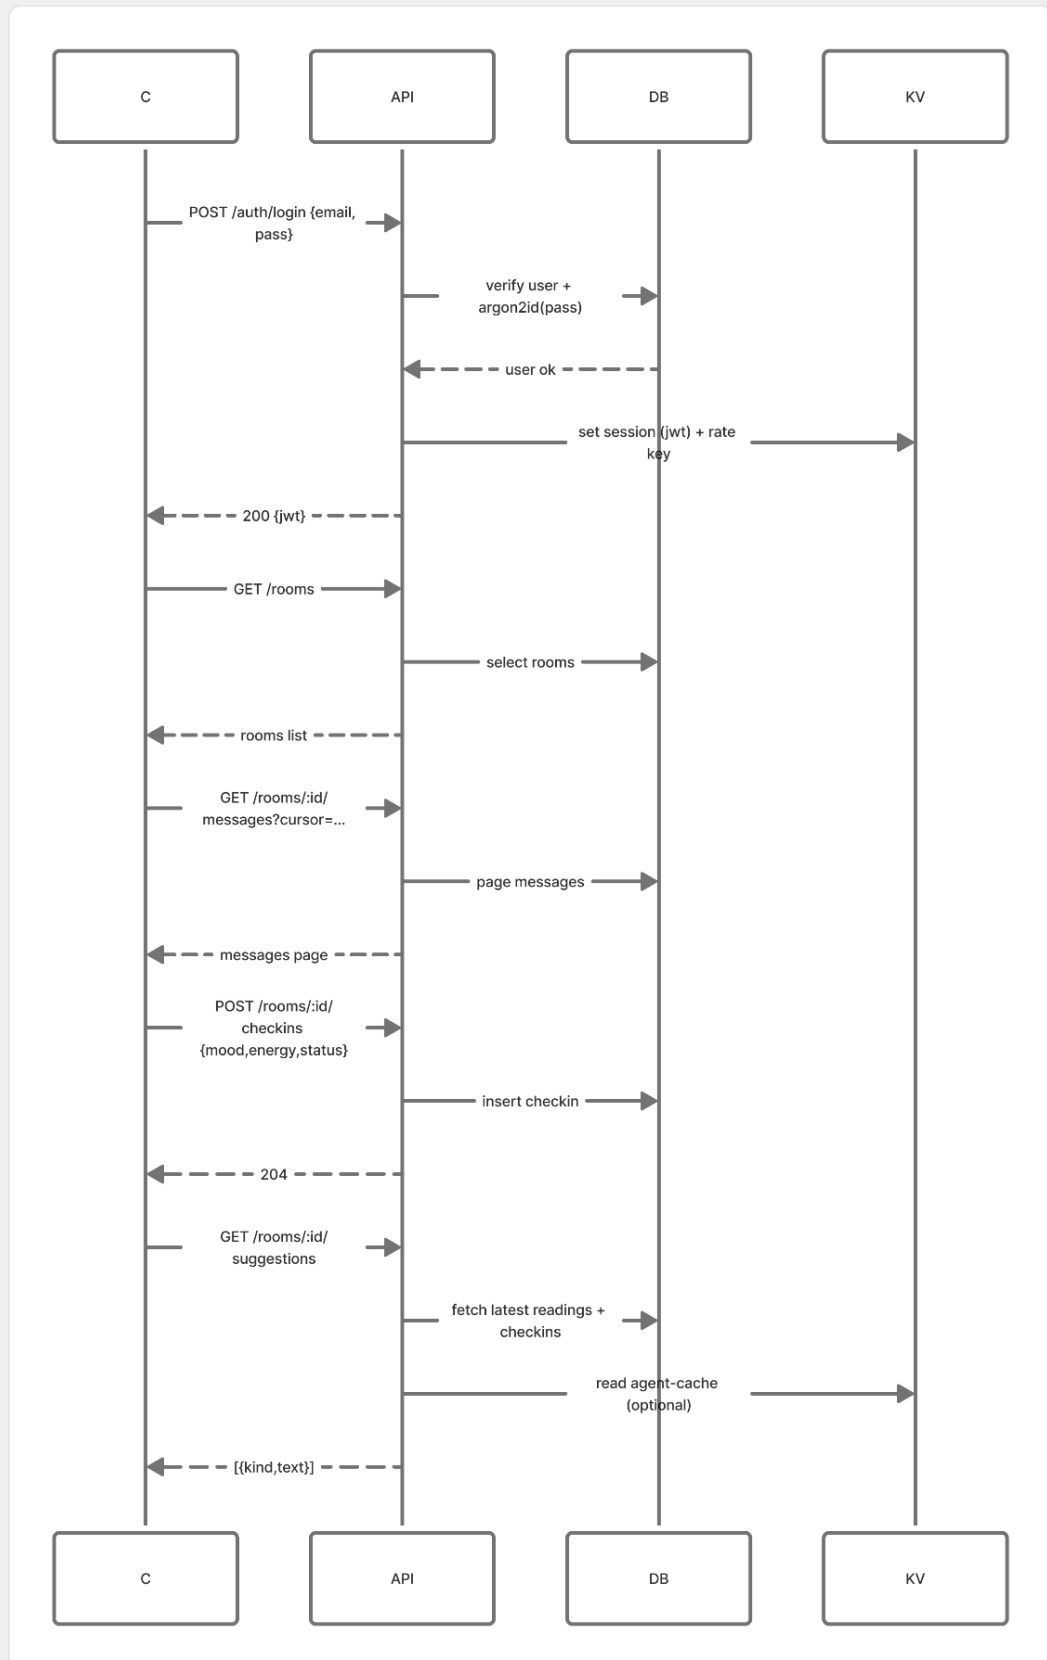 C
API
DB
KV
POST /auth/login {email,
pass}
verify user +
argon2id(pass)
user ok
set session (jwt) + rate
key
200 {jwt}
GET /rooms
select rooms
rooms list
GET /rooms/:id/
messages?cursor=...
page messages
messages page
POST /rooms/:id/
checkins
{mood,energy,status}
insert checkin
204
GET /rooms/:id/
suggestions
fetch latest readings +
checkins
read agent-cache
(optional)
[{kind,text}]
C
API
DB
KV